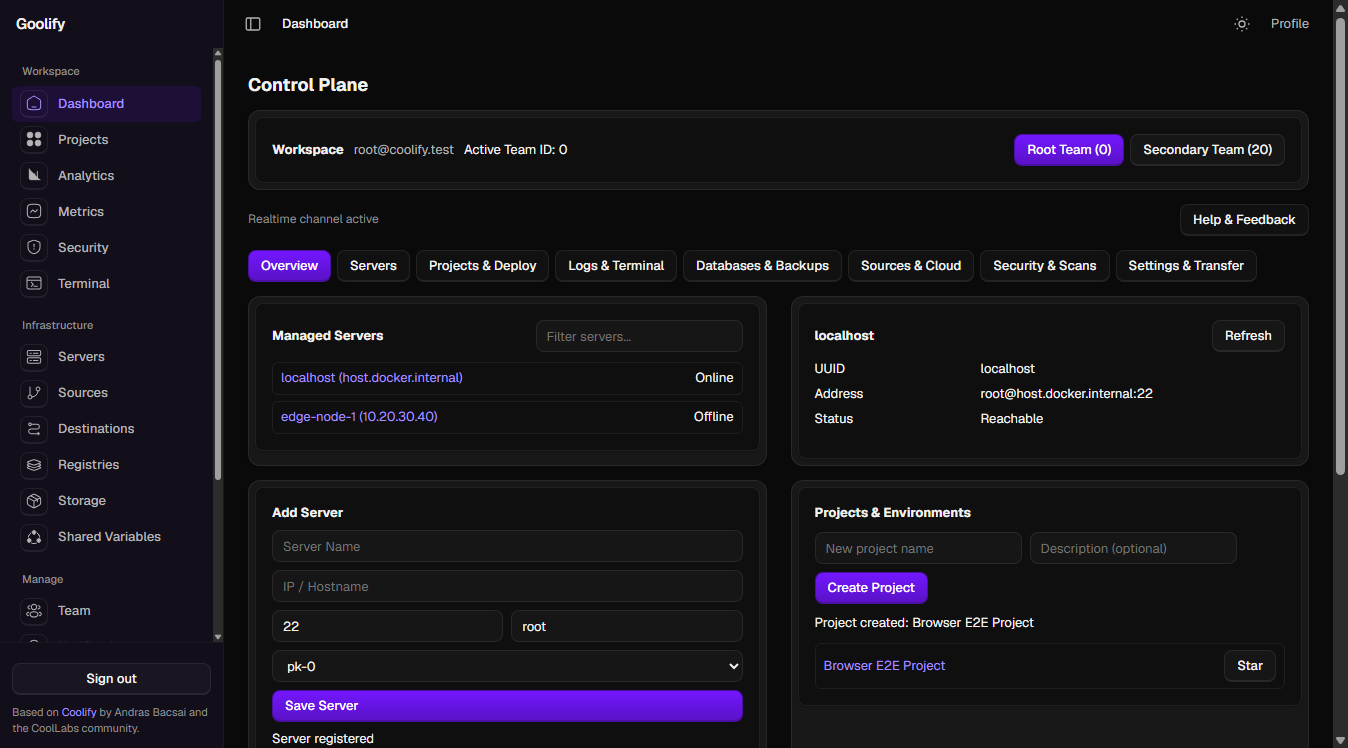 Goolify
Workspace
Dashboard
Projects
Analytics
Metrics
Security
Terminal
Infrastructure
Servers
Sources
Destinations
Registries
Storage
Shared Variables
Manage
Team
Sign out
Based on Coolify by Andras Bacsai and
the CoolLabs community.
Dashboard
Profile
Control Plane
Workspace root@coolify.test Active Team ID: 0
Root Team (0)
Secondary Team (20)
Realtime channel active
Help & Feedback
Overview
Servers
Projects & Deploy
Logs & Terminal
Databases & Backups
Sources & Cloud
Security & Scans
Settings & Transfer
Managed Servers
Filter servers...
localhost (host.docker.internal) Online
edge-node-1 (10.20.30.40) Offline
localhost
Refresh
UUID localhost
Address root@host.docker.internal:22
Status Reachable
Add Server
Server Name
IP / Hostname
22
root
pk-0
Save Server
Server registered
Projects & Environments
New project name
Description (optional)
Create Project
Project created: Browser E2E Project
Browser E2E Project
Star